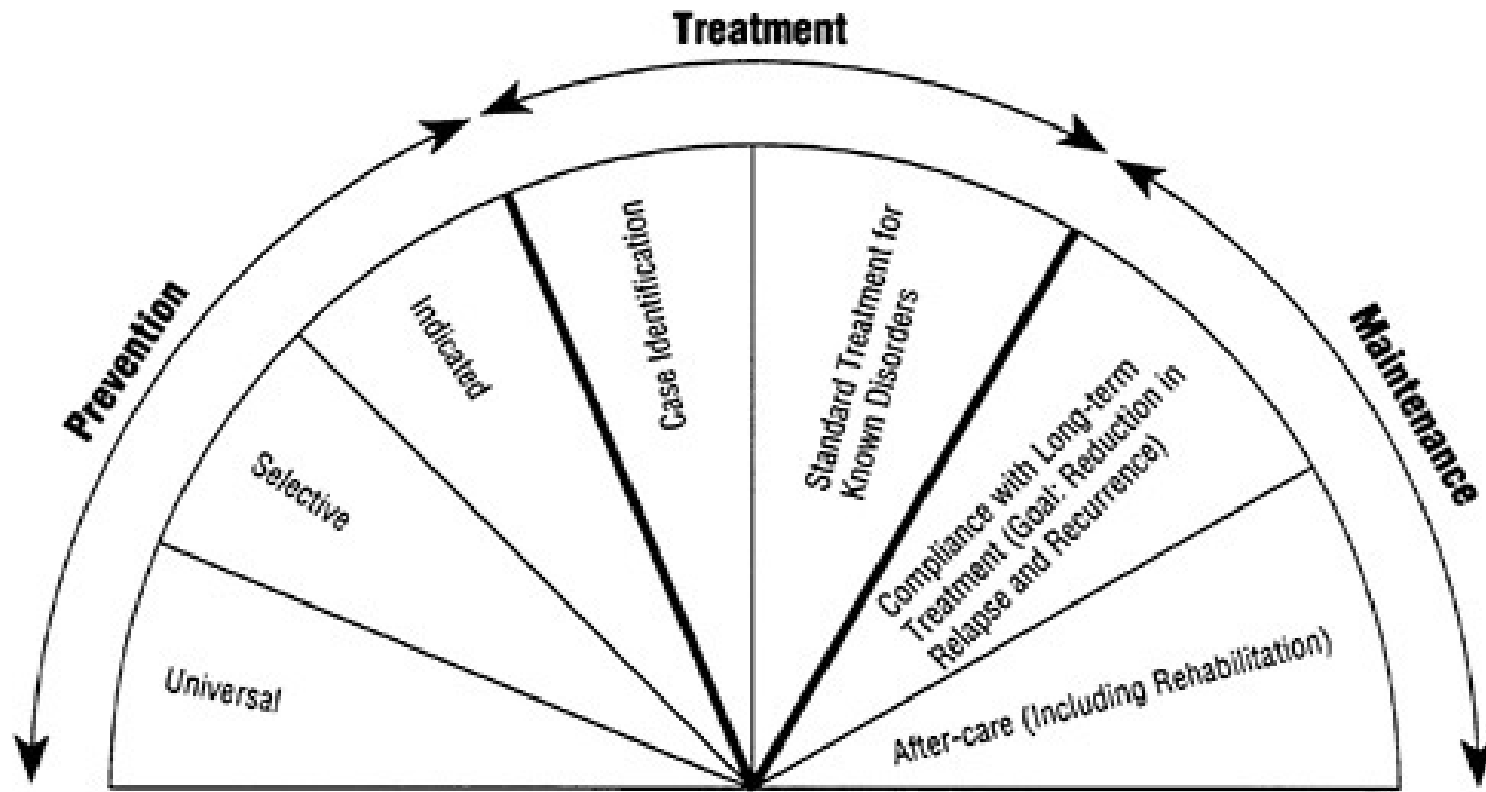 Treatment
Prevention
Maintenance
Universal
Selective
Indicated
Case Identification
Standard Treatment for
Known Disorders
Compliance with Long-term
Treatment (Goal: Reduction in
Relapse and Recurrence)
After-care (Including Rehabilitation)